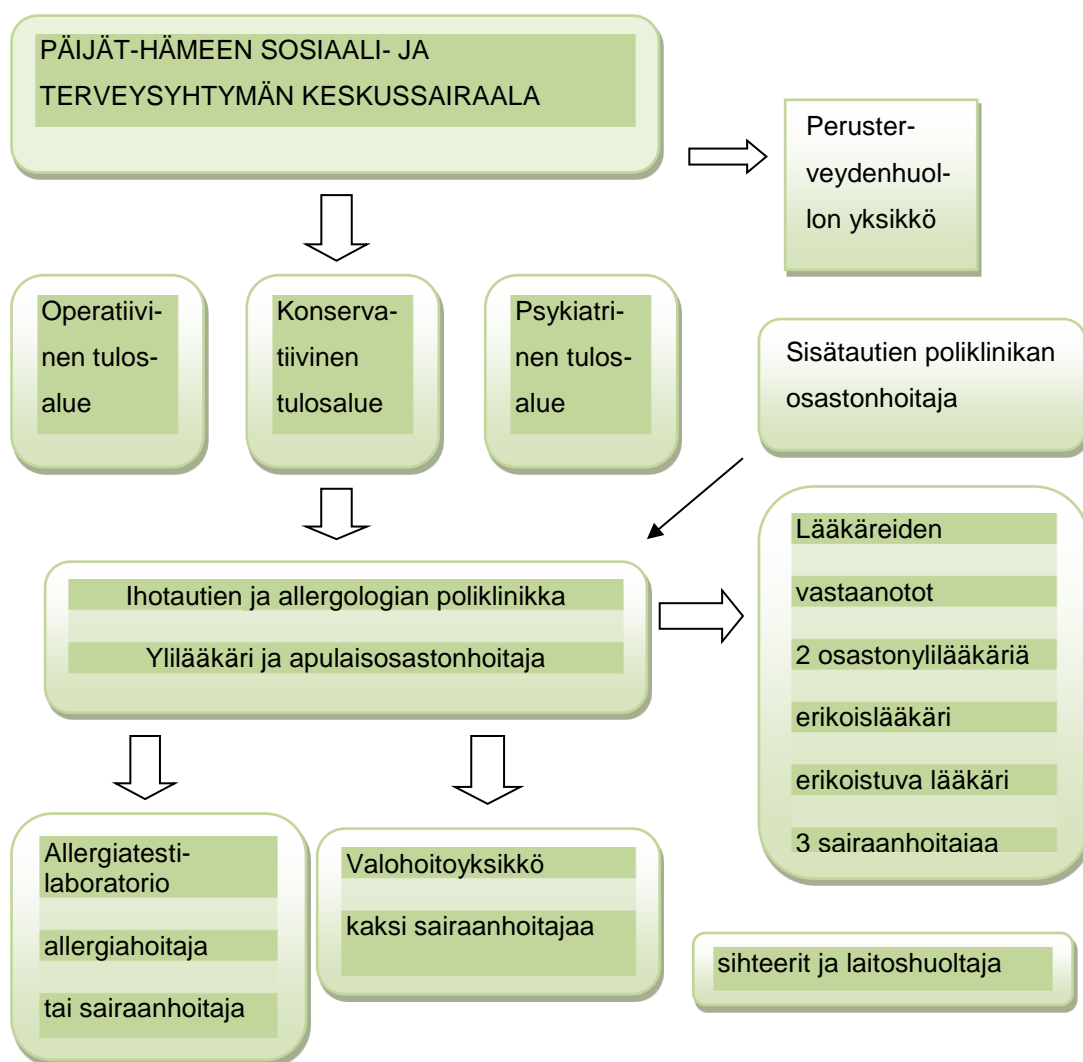 PÄIJÄT-HÄMEEN SOSIAALI- JA
TERVEYSYHTYMÄN KESKUSSAIRAALA
Peruster-
veydenhuol-
lon yksikkö
Operatiivi-
nen tulos-
alue
Konserva-
tiivinen
tulosalue
Psykiatri-
nen tulos-
alue
Sisätautien poliklinikan
osastonhoitaja
Ihotautien ja allergologian poliklinikka
Ylilääkäri ja apulaisosastonhoitaja
Lääkäreiden
vastaanotot
2 osastonylilääkäriä
erikoislääkäri
erikoistuva lääkäri
3 sairaanhoitajaa
Allergiatesti-
laboratorio
allergiahoitaja
tai sairaanhoitaja
Valohoitoyksikkö
kaksi sairaanhoitajaa
sihteerit ja laitoshuoltaja